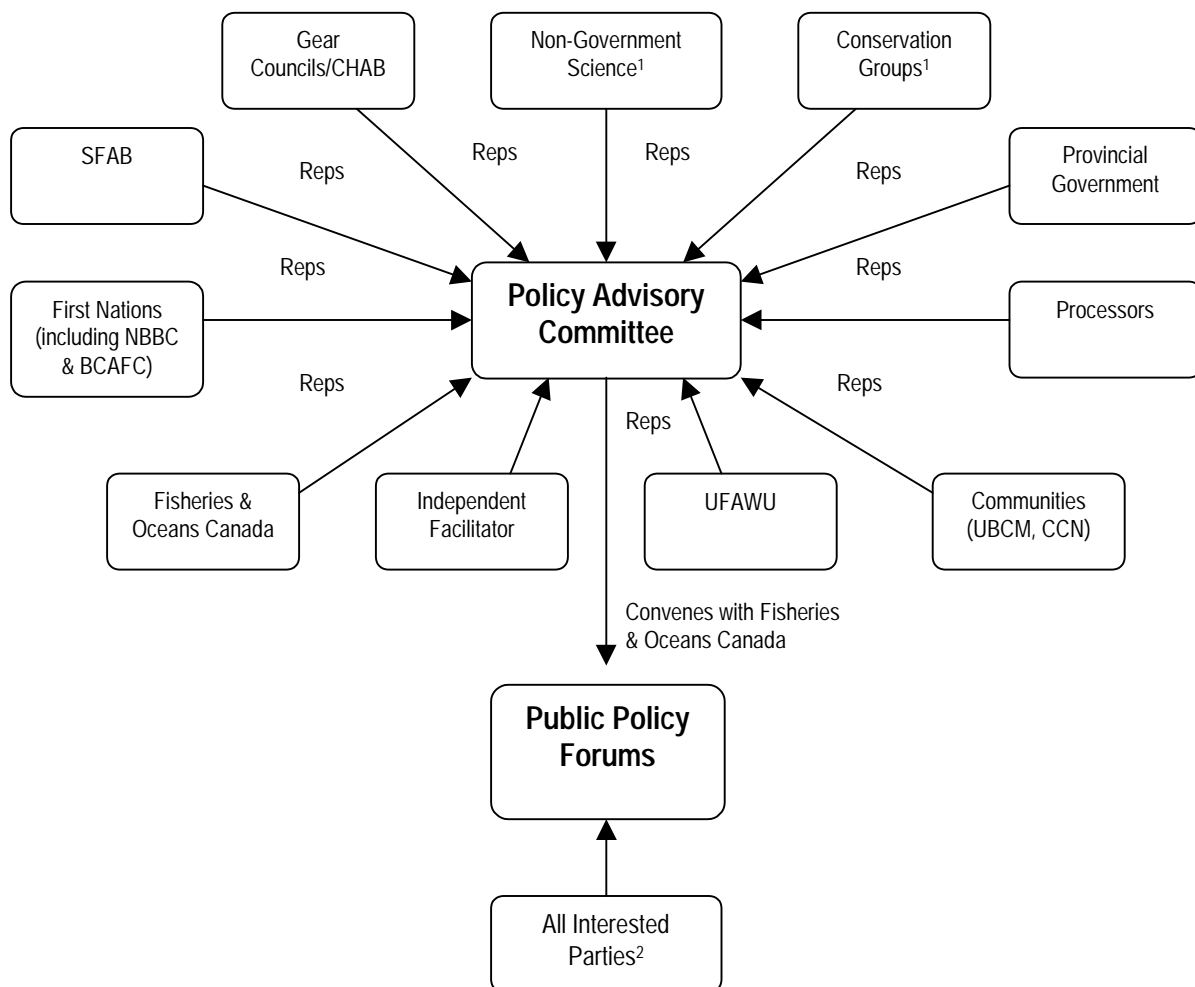 Gear
Councils/CHAB
Non-Government
Science¹
Conservation
Groups¹
SFAB
Reps
Reps
Reps
Reps
Provincial
Government
Reps
Reps
First Nations
(including NBBC
& BCAFC)
Policy Advisory
Committee
Processors
Reps
Reps
Reps
Fisheries &
Oceans Canada
Independent
Facilitator
UFAWU
Communities
(UBCM, CCN)
Convenes with Fisheries
& Oceans Canada
Public Policy
Forums
All Interested
Parties²